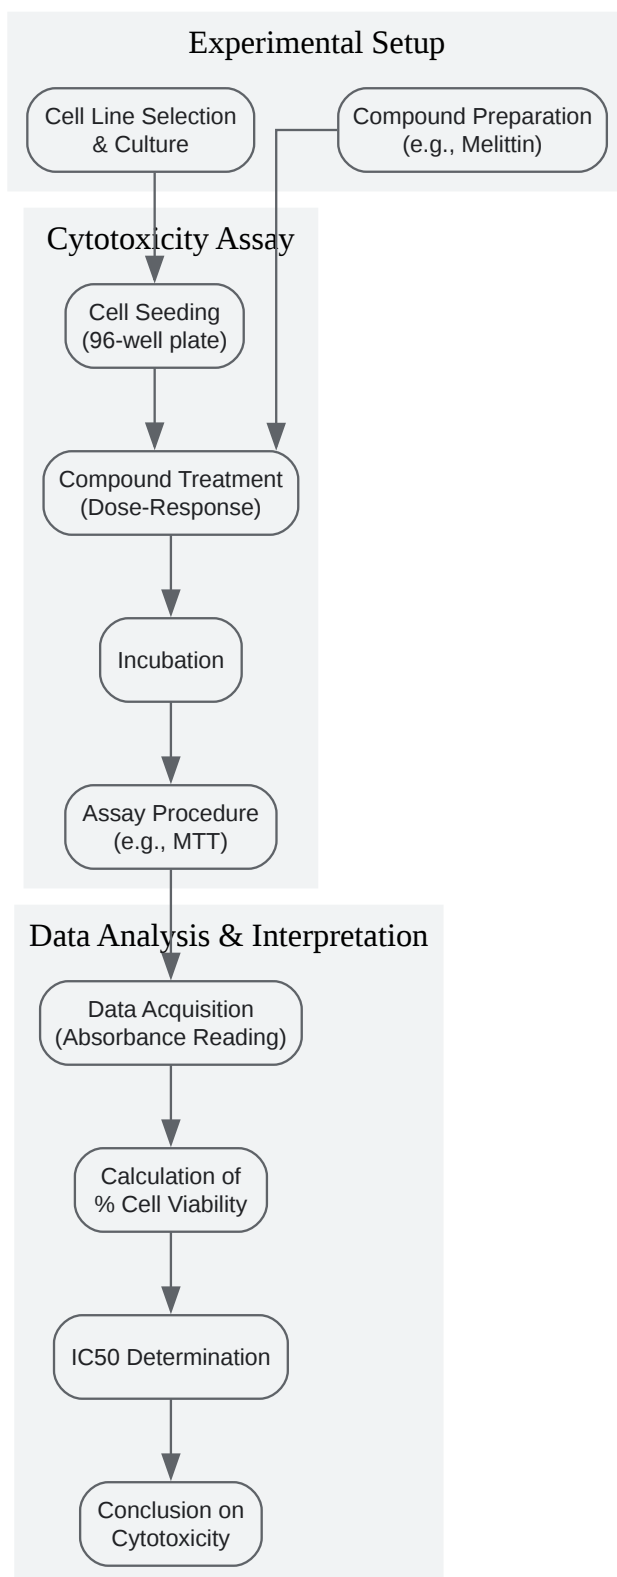 Experimental Setup
Cell Line Selection
& Culture
Compound Preparation
(e.g., Melittin)
Cytotoxicity Assay
Cell Seeding
(96-well plate)
Compound Treatment
(Dose-Response)
Incubation
Assay Procedure
(e.g., MTT)
Data Analysis & Interpretation
Data Acquisition
(Absorbance Reading)
Calculation of
% Cell Viability
IC50 Determination
Conclusion on
Cytotoxicity